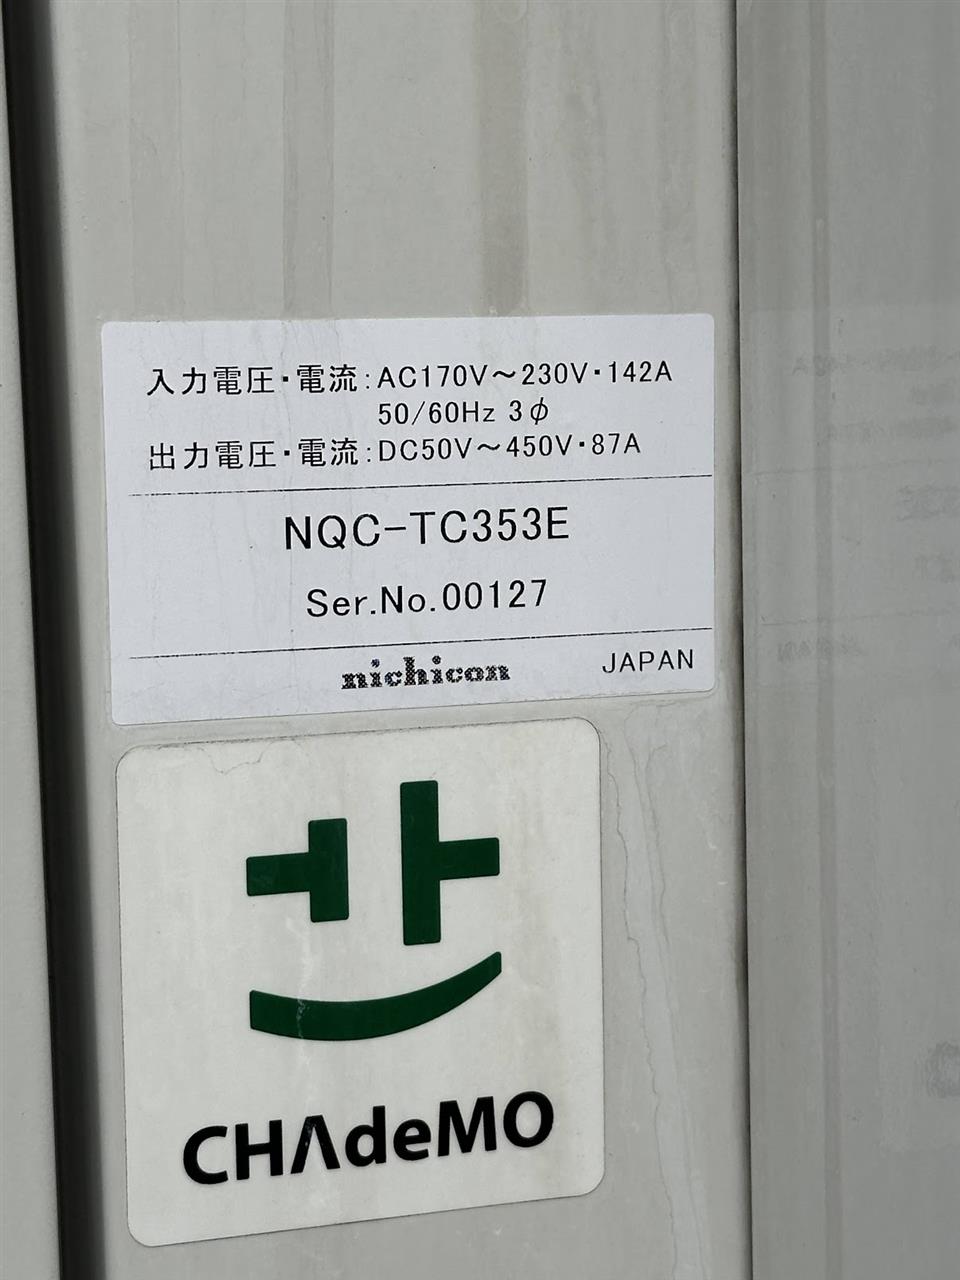 入力電圧・電流:AC170V～230V・142A
50/60Hz 3φ
出力電圧・電流:DC50V～450V・87A
NQC-TC353E
Ser.No.00127
nichicon JAPAN
CHAdeMO